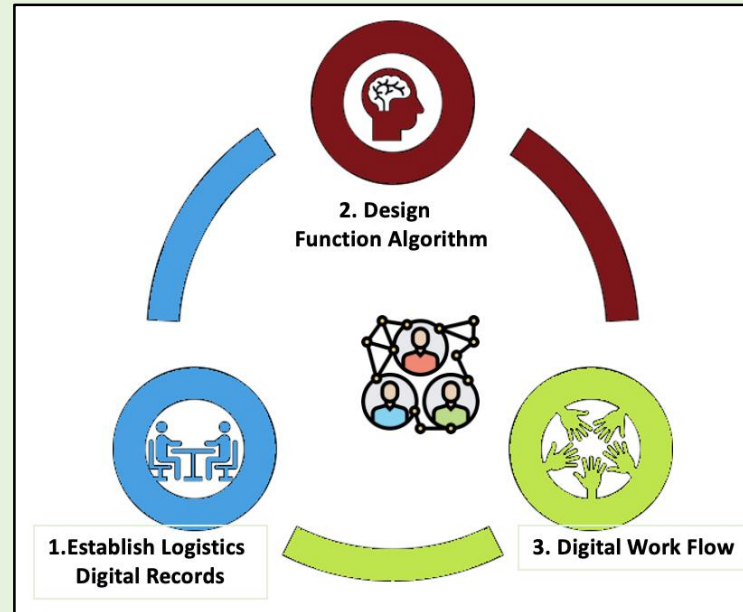 2. Design
Function Algorithm
1.Establish Logistics
Digital Records
3. Digital Work Flow